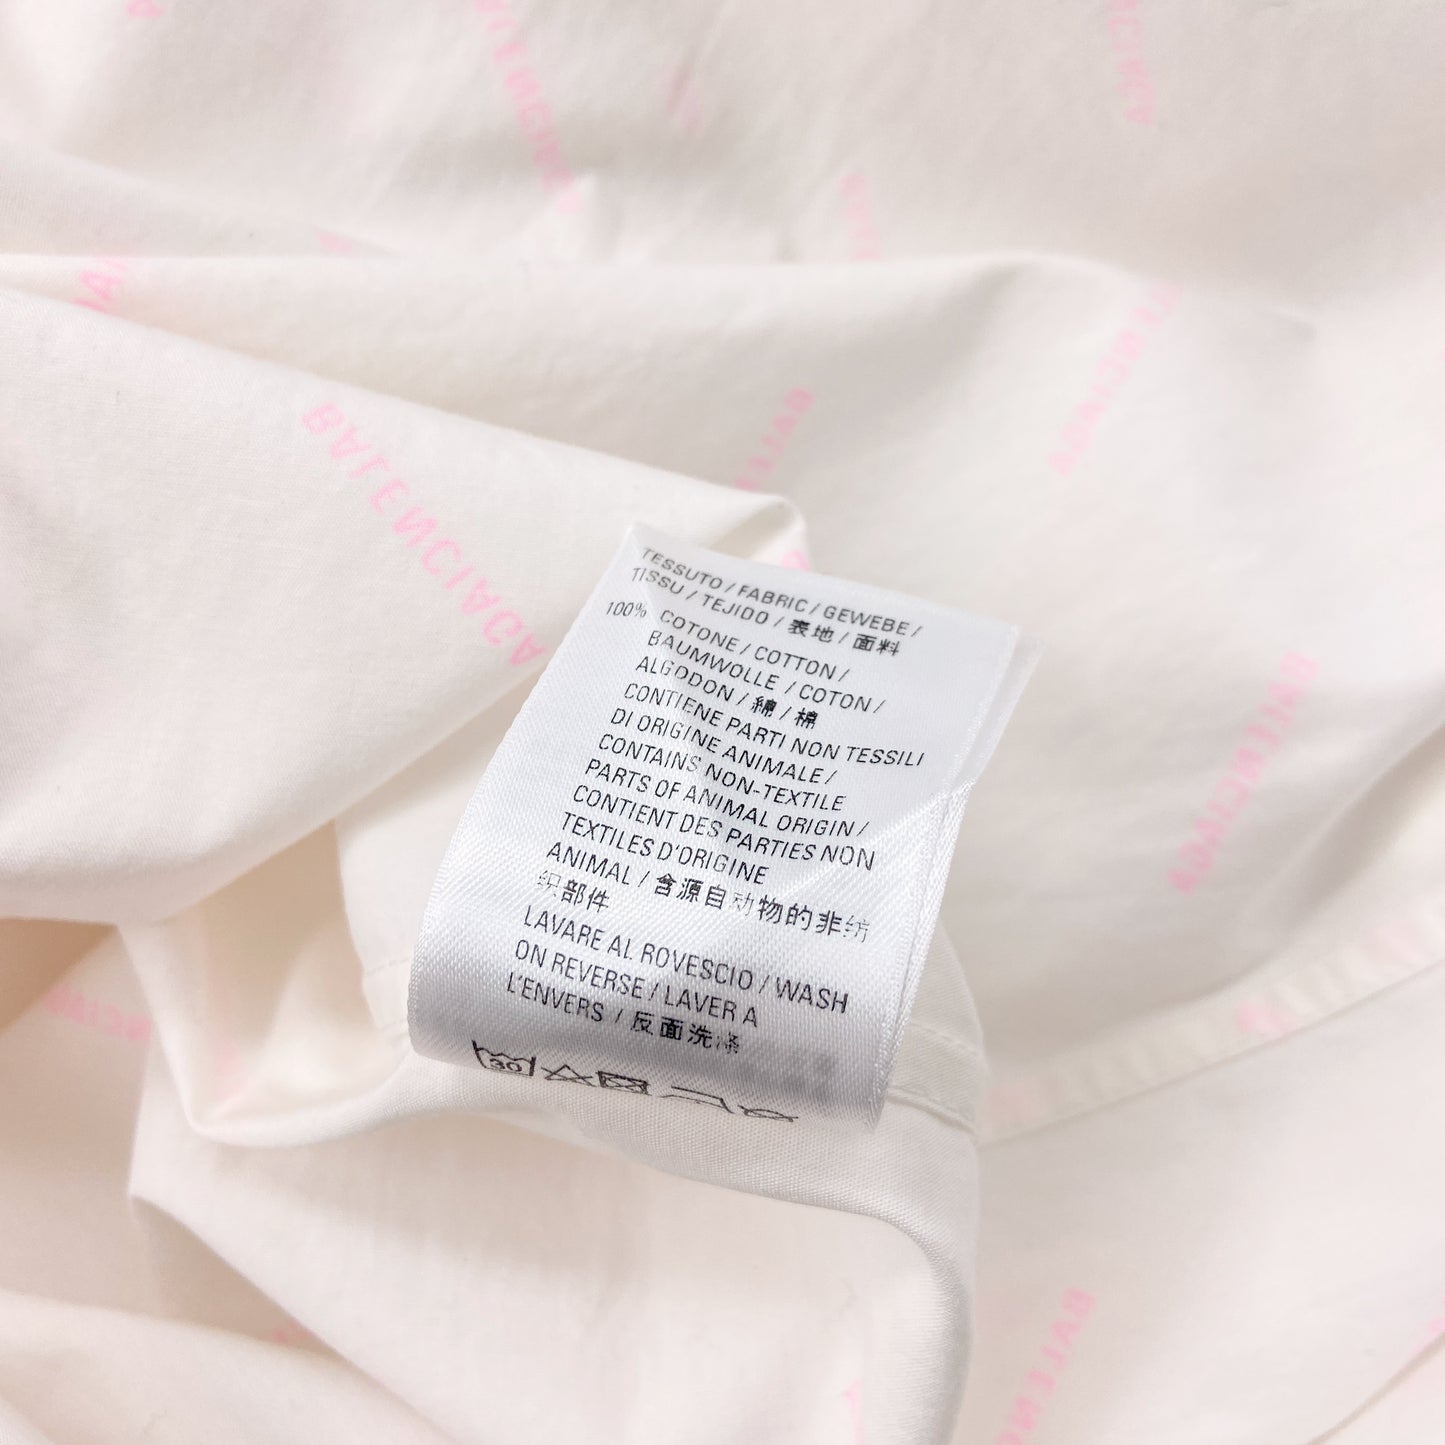 BALENCIAGA
TESSUTO / FABRIC / GEWEBE /
TISSU / TEJIDO / 表地 / 面料
100% COTONE / COTTON /
BAUMWOLLE / COTON /
ALGODON / 綿 / 棉
CONTIENE PARTI NON TESSILI
DI ORIGINE ANIMALE /
CONTAINS NON-TEXTILE
PARTS OF ANIMAL ORIGIN /
CONTIENT DES PARTIES NON
TEXTILES D'ORIGINE
ANIMAL / 含源自动物的非纺
织部件
LAVARE AL ROVESCIO / WASH
ON REVERSE / LAVER A
L'ENVERS / 反面洗涤
30
BALENCIAGA